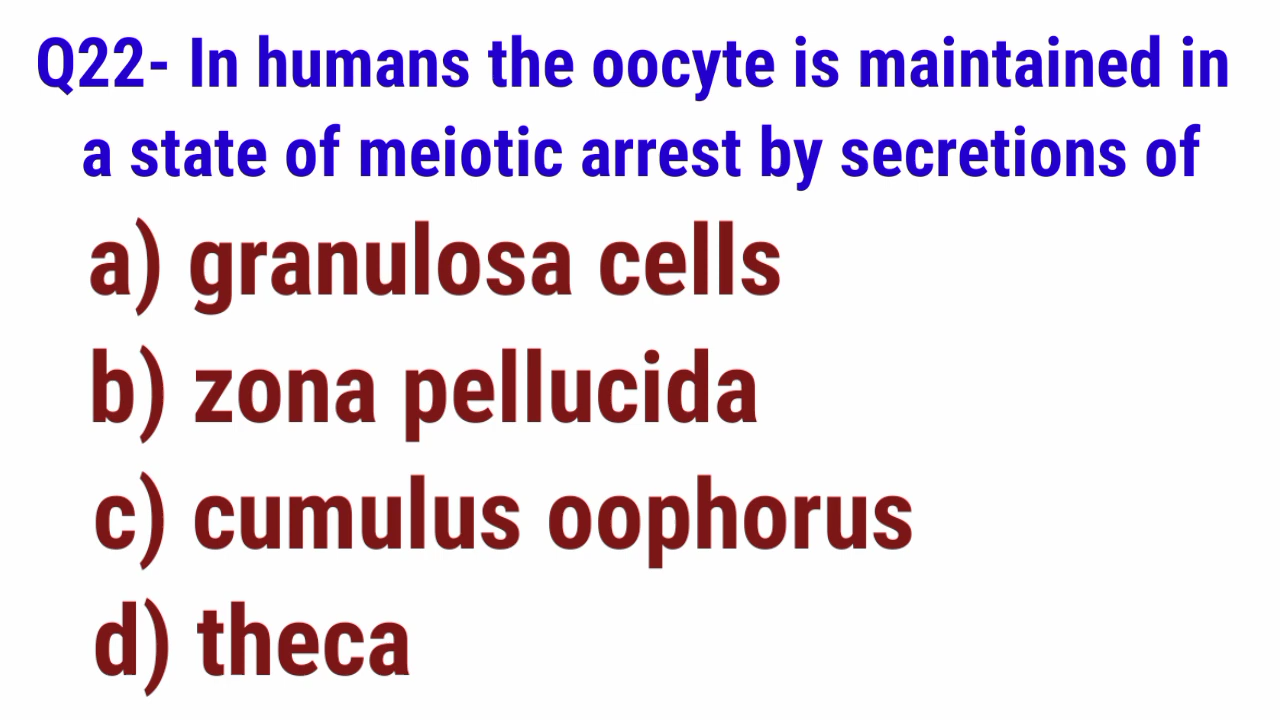 Q22- In humans the oocyte is maintained in
a state of meiotic arrest by secretions of
a) granulosa cells
b) zona pellucida
c) cumulus oophorus
d) theca